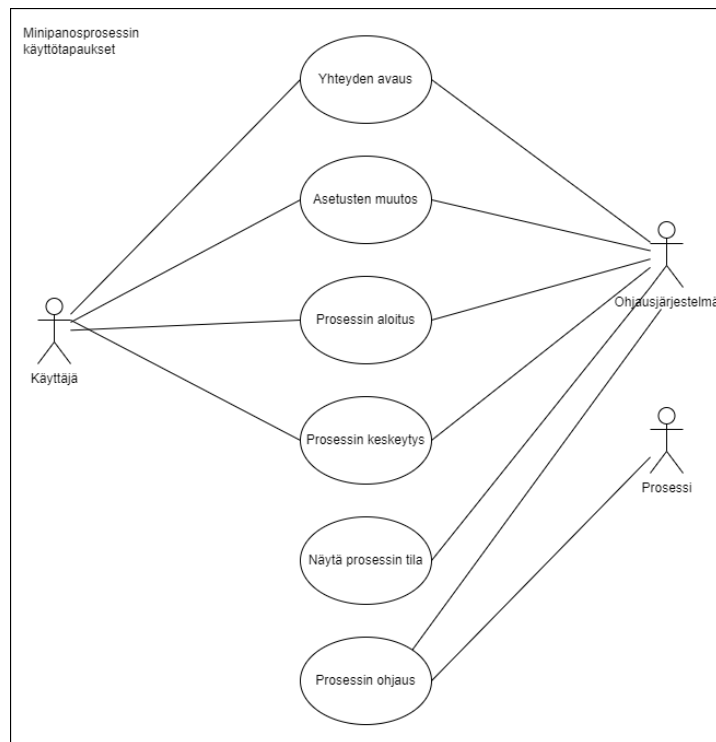 Minipanosprosessin
käyttötapaukset
Yhteyden avaus
Asetusten muutos
Ohjausjärjestelmä
Prosessin aloitus
Käyttäjä
Prosessin keskeytys
Prosessi
Näytä prosessin tila
Prosessin ohjaus